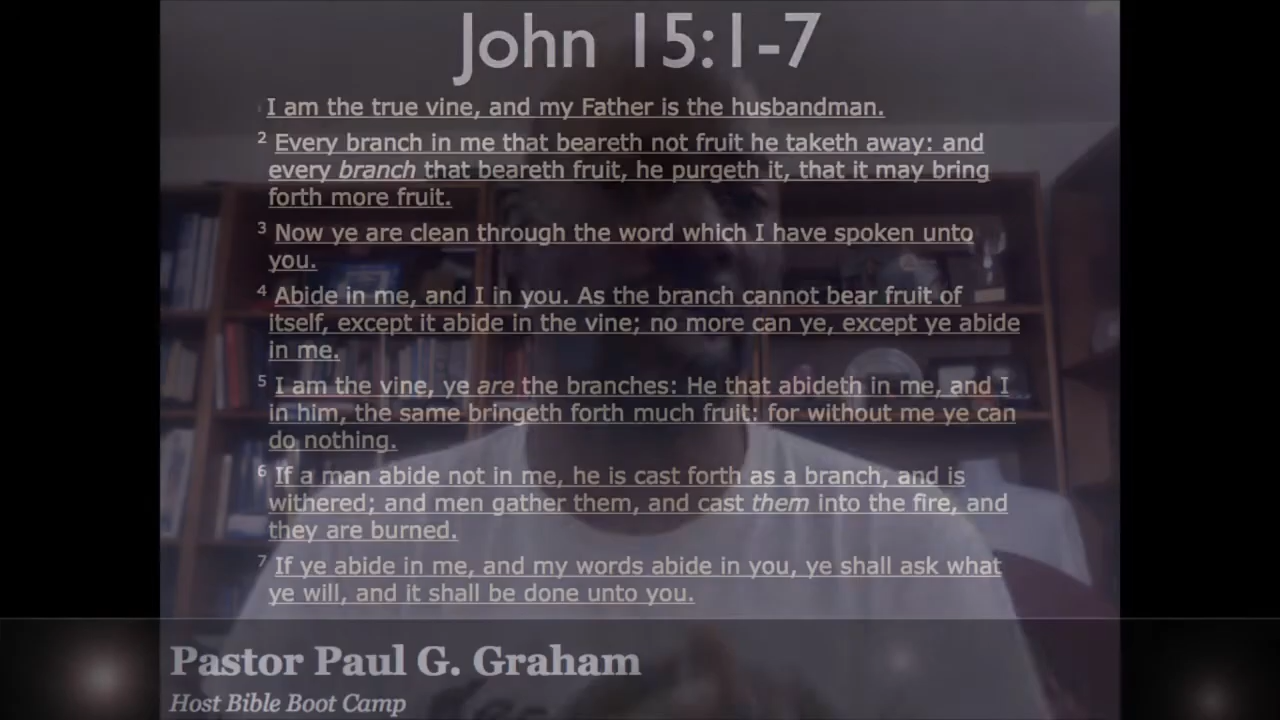 John 15:1-7
I am the true vine, and my Father is the husbandman.
2 Every branch in me that beareth not fruit he taketh away: and
every branch that beareth fruit, he purgeth it, that it may bring
forth more fruit.
3 Now ye are clean through the word which I have spoken unto
you.
4 Abide in me, and I in you. As the branch cannot bear fruit of
itself, except it abide in the vine; no more can ye, except ye abide
in me.
5 I am the vine, ye are the branches: He that abideth in me, and I
in him, the same bringeth forth much fruit: for without me ye can
do nothing.
6 If a man abide not in me, he is cast forth as a branch, and is
withered; and men gather them, and cast them into the fire, and
they are burned.
7 If ye abide in me, and my words abide in you, ye shall ask what
ye will, and it shall be done unto you.
Pastor Paul G. Graham
Host Bible Boot Camp